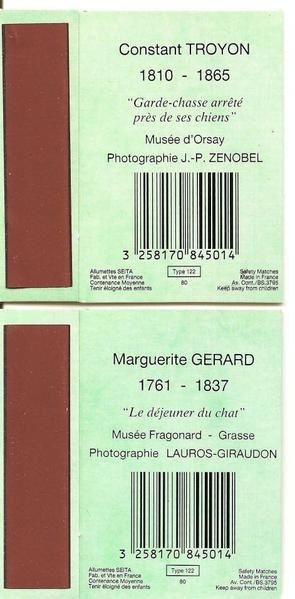 Constant TROYON
1810 - 1865
"Garde-chasse arrêté
près de ses chiens"
Musée d'Orsay
Photographie J.-P. ZENOBEL
3 258170 845014
Allumettes SEITA
Fab. et Vte en France
Contenance Moyenne
Tenir éloigné des enfants
Type 122
80
Safety Matches
Made in France
Av. Cont./BS.3795
Keep away from children
Marguerite GERARD
1761 - 1837
"Le déjeuner du chat"
Musée Fragonard - Grasse
Photographie LAUROS-GIRAUDON
3 258170 845014
Allumettes SEITA
Fab. et Vte en France
Contenance Moyenne
Tenir éloigné des enfants
Type 122
80
Safety Matches
Made in France
Av. Cont./BS.3795
Keep away from children